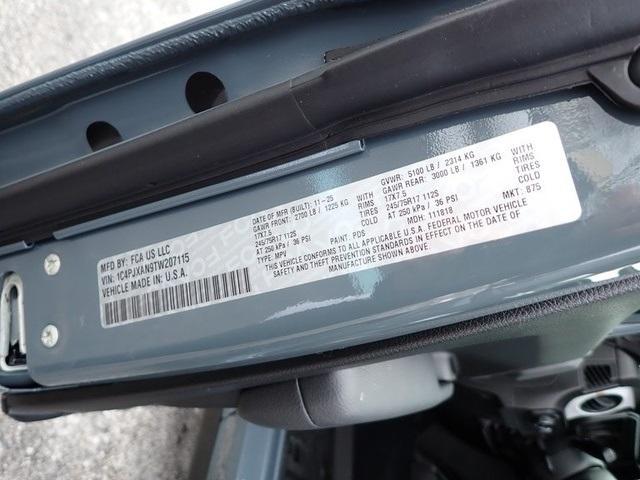 MFD BY: FCA US LLC
VIN: 1C4PJXAN9TW207115
VEHICLE MADE IN: U.S.A.
DATE OF MFR (BUILT): 11-25
GAWR FRONT: 2700 LB / 1225 KG WITH
17X7.5 RIMS
245/75R17 112S TIRES
AT 250 kPa / 36 PSI COLD
TYPE: MPV PAINT: PDS
GVWR: 5100 LB / 2314 KG
GAWR REAR: 3000 LB / 1361 KG WITH
17X7.5 RIMS
245/75R17 112S TIRES
AT 250 kPa / 36 PSI COLD
MDH: 111818 MKT: 875
THIS VEHICLE CONFORMS TO ALL APPLICABLE U.S.A. FEDERAL MOTOR VEHICLE
SAFETY STANDARDS IN EFFECT ON THE DATE OF MANUFACTURE SHOWN ABOVE.